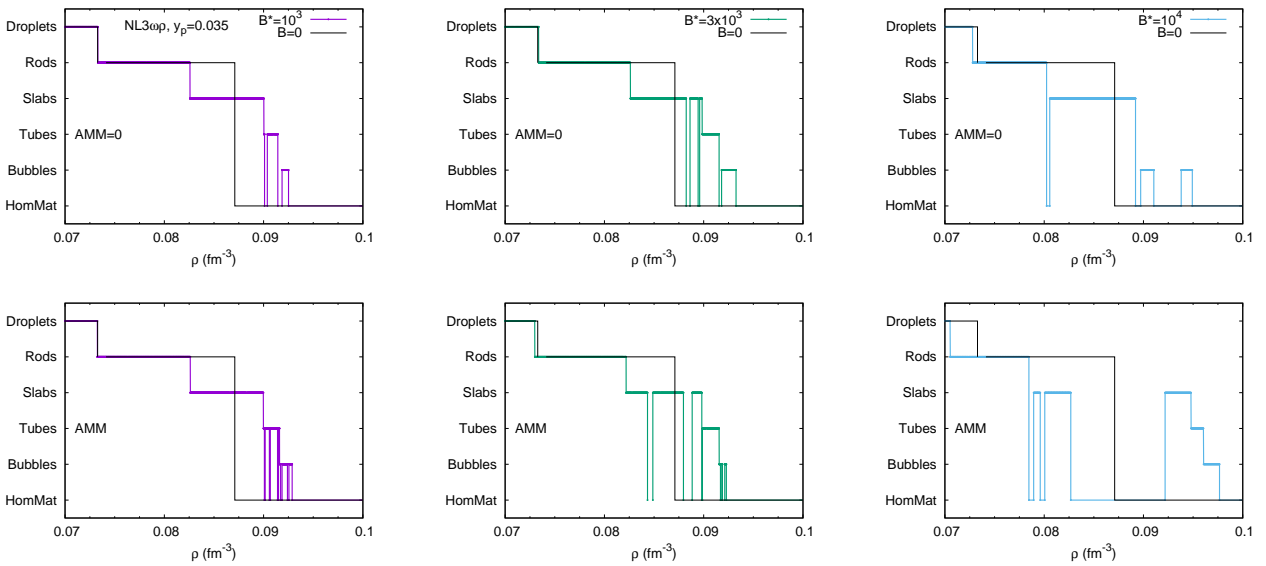 Droplets
Rods
Slabs
Tubes
Bubbles
HomMat
NL3ωρ, yp=0.035
B*=10³
B=0
AMM=0
0.07 0.08 0.09 0.1
ρ (fm⁻³)
Droplets
Rods
Slabs
Tubes
Bubbles
HomMat
B*=3x10³
B=0
AMM=0
0.07 0.08 0.09 0.1
ρ (fm⁻³)
Droplets
Rods
Slabs
Tubes
Bubbles
HomMat
B*=10⁴
B=0
AMM=0
0.07 0.08 0.09 0.1
ρ (fm⁻³)
Droplets
Rods
Slabs
Tubes
Bubbles
HomMat
AMM
0.07 0.08 0.09 0.1
ρ (fm⁻³)
Droplets
Rods
Slabs
Tubes
Bubbles
HomMat
AMM
0.07 0.08 0.09 0.1
ρ (fm⁻³)
Droplets
Rods
Slabs
Tubes
Bubbles
HomMat
AMM
0.07 0.08 0.09 0.1
ρ (fm⁻³)